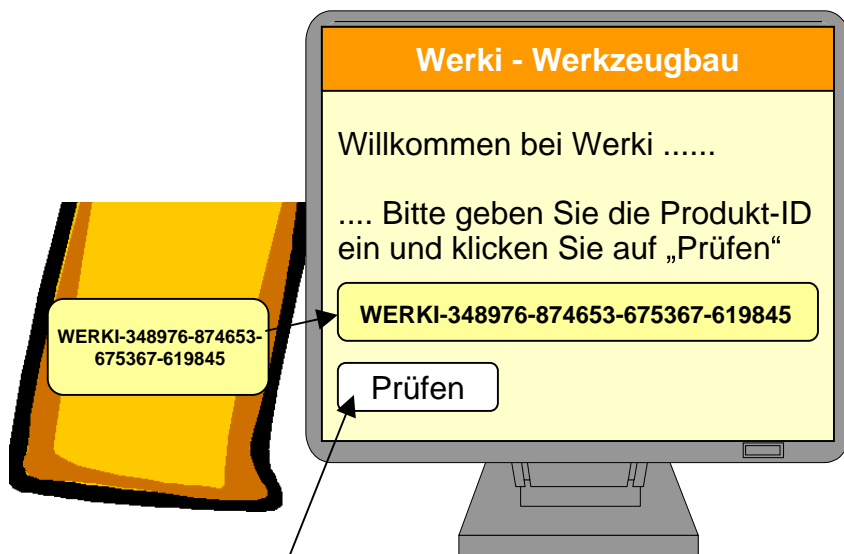 Werki - Werkzeugbau
Willkommen bei Werki ......
.... Bitte geben Sie die Produkt-ID
ein und klicken Sie auf „Prüfen“
WERKI-348976-874653-
675367-619845
WERKI-348976-874653-675367-619845
Prüfen